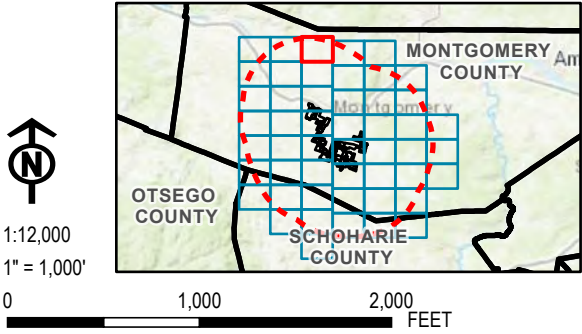 MONTGOMERY
COUNTY
Am
Montgomery
N
OTSEGO
COUNTY
SCHOHARIE
COUNTY
1:12,000
1" = 1,000'
0 1,000 2,000
FEET